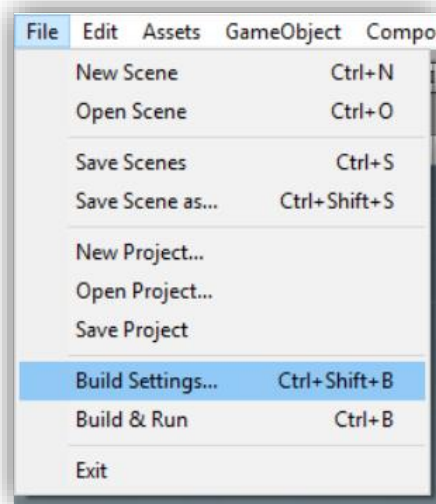 File Edit Assets GameObject Compo
New Scene Ctrl+N
Open Scene Ctrl+O
Save Scenes Ctrl+S
Save Scene as... Ctrl+Shift+S
New Project...
Open Project...
Save Project
Build Settings... Ctrl+Shift+B
Build & Run Ctrl+B
Exit